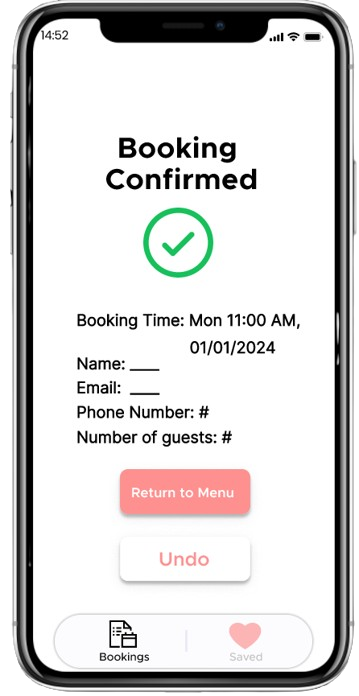 14:52
Booking
Confirmed
Booking Time: Mon 11:00 AM,
01/01/2024
Name: ___
Email: ___
Phone Number: #
Number of guests: #
Return to Menu
Undo
Bookings
Saved